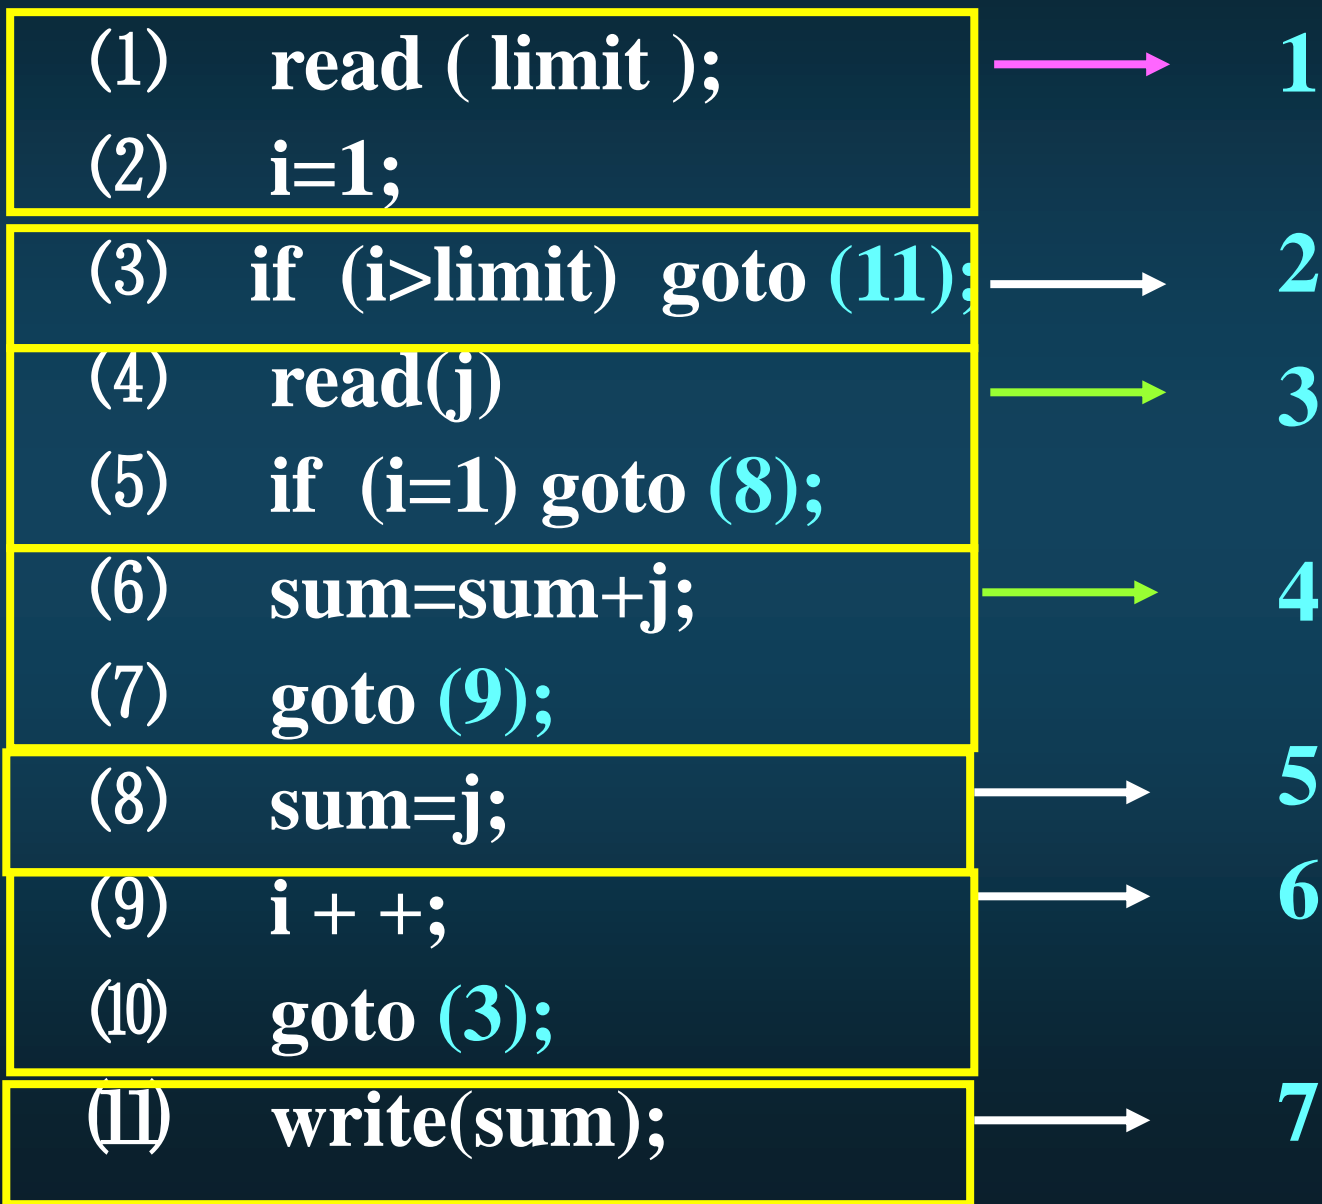 ⑴ read ( limit ); 1
⑵ i=1;
⑶ if (i>limit) goto (11); 2
⑷ read(j) 3
⑸ if (i=1) goto (8);
⑹ sum=sum+j; 4
⑺ goto (9);
⑻ sum=j; 5
⑼ i + +; 6
⑽ goto (3);
⑾ write(sum); 7